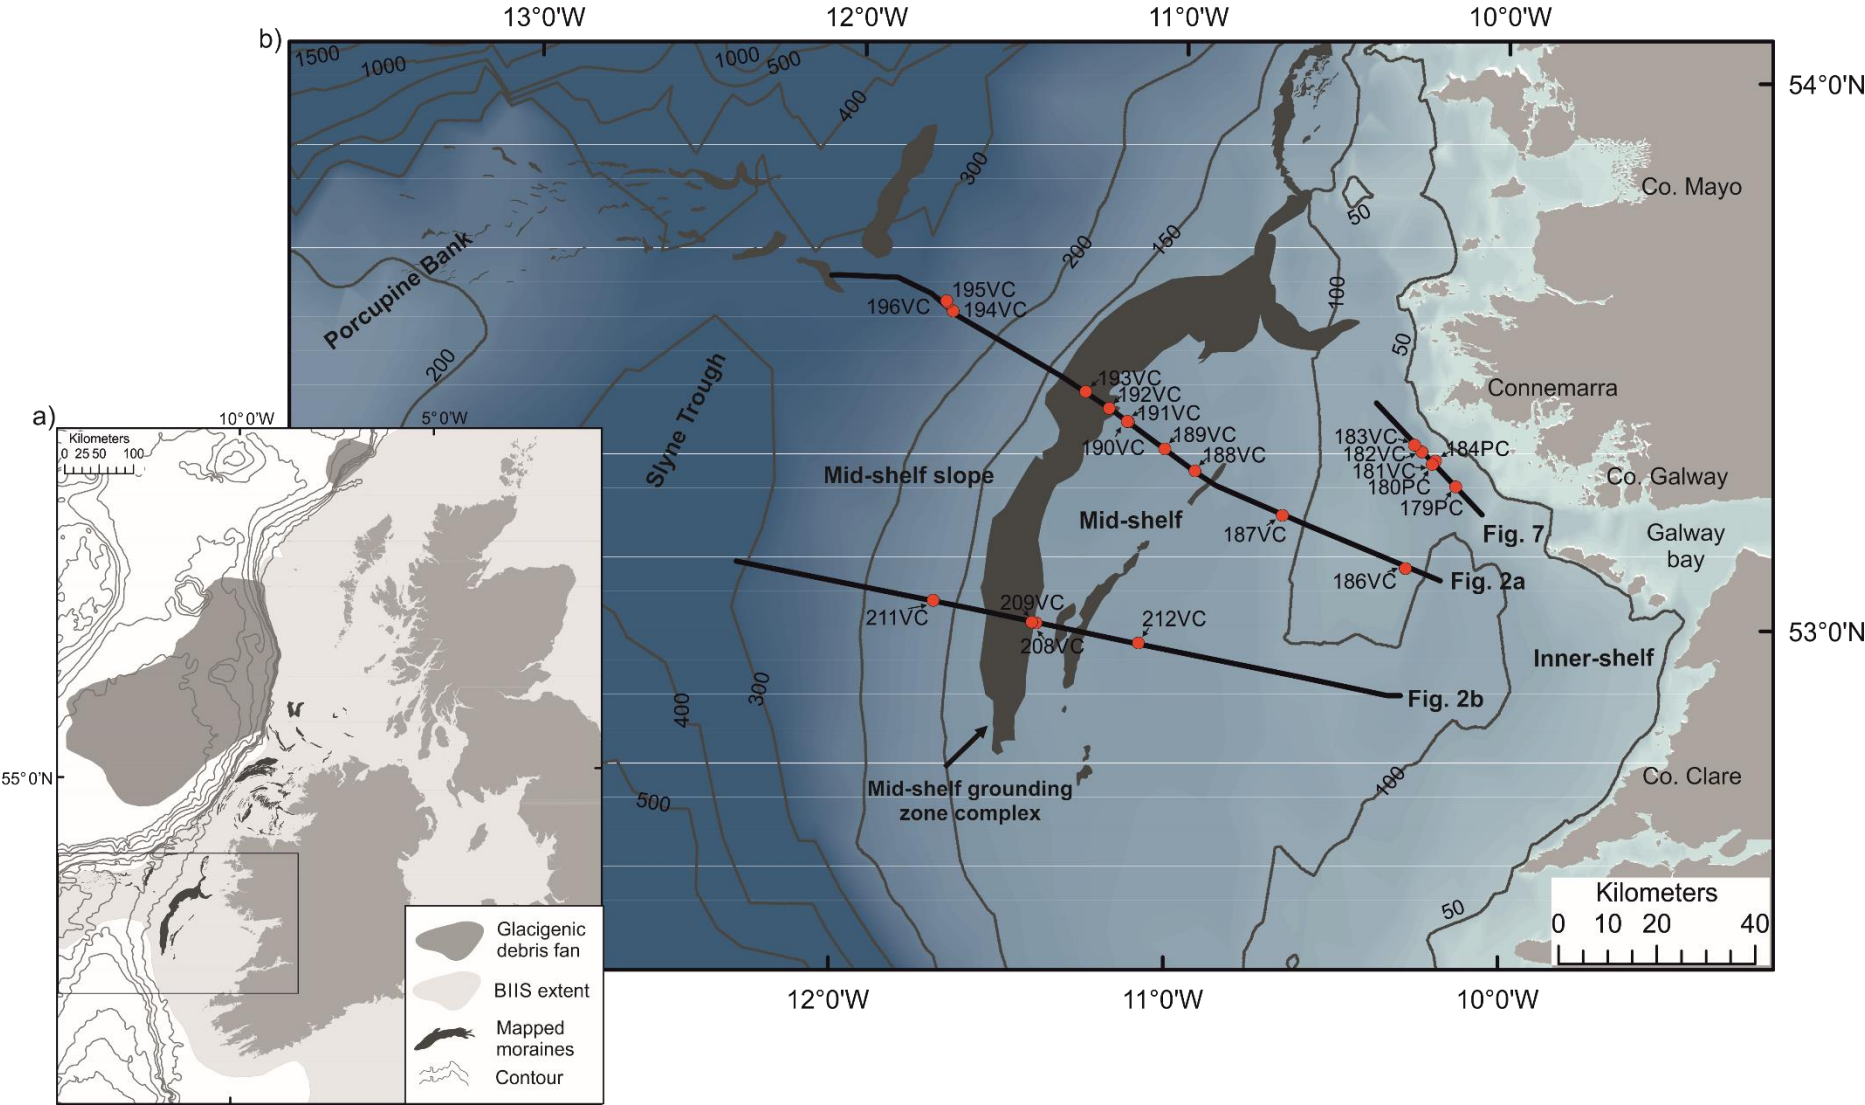 13°0'W 12°0'W 11°0'W 10°0'W
b)
1500
1000
1000
500
400
300
54°0'N
Co. Mayo
50
200
150
100
Porcupine Bank
195VC
196VC
194VC
200
50
Slyne Trough
193VC
192VC
191VC
190VC
189VC
188VC
Connemarra
183VC
184PC
182VC
181VC
180PC
179PC
Co. Galway
Mid-shelf slope
Mid-shelf
187VC
Fig. 7
Galway
bay
186VC
Fig. 2a
209VC
211VC
212VC
208VC
53°0'N
Inner-shelf
400
300
Fig. 2b
Mid-shelf grounding
zone complex
500
100
Co. Clare
50
Kilometers
0 10 20 40
12°0'W 11°0'W 10°0'W
a)
10°0'W 5°0'W
Kilometers
0 25 50 100
55°0'N
Glacigenic
debris fan
BIIS extent
Mapped
moraines
Contour